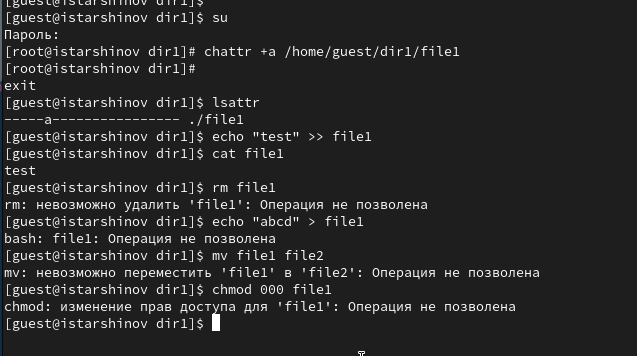 [guest@istarshinov dir1]$
[guest@istarshinov dir1]$ su
Пароль:
[root@istarshinov dir1]# chattr +a /home/guest/dir1/file1
[root@istarshinov dir1]#
exit
[guest@istarshinov dir1]$ lsattr
-----a---------------- ./file1
[guest@istarshinov dir1]$ echo "test" >> file1
[guest@istarshinov dir1]$ cat file1
test
[guest@istarshinov dir1]$ rm file1
rm: невозможно удалить 'file1': Операция не позволена
[guest@istarshinov dir1]$ echo "abcd" > file1
bash: file1: Операция не позволена
[guest@istarshinov dir1]$ mv file1 file2
mv: невозможно переместить 'file1' в 'file2': Операция не позволена
[guest@istarshinov dir1]$ chmod 000 file1
chmod: изменение прав доступа для 'file1': Операция не позволена
[guest@istarshinov dir1]$